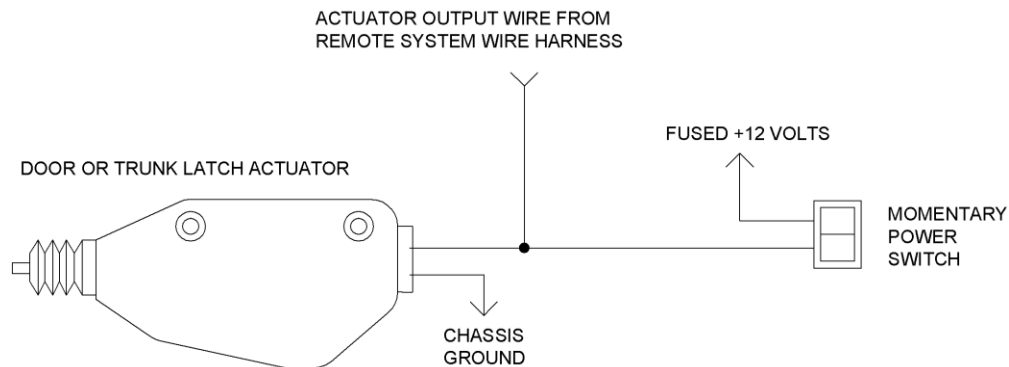 ACTUATOR OUTPUT WIRE FROM
REMOTE SYSTEM WIRE HARNESS
FUSED +12 VOLTS
DOOR OR TRUNK LATCH ACTUATOR
MOMENTARY
POWER
SWITCH
CHASSIS
GROUND